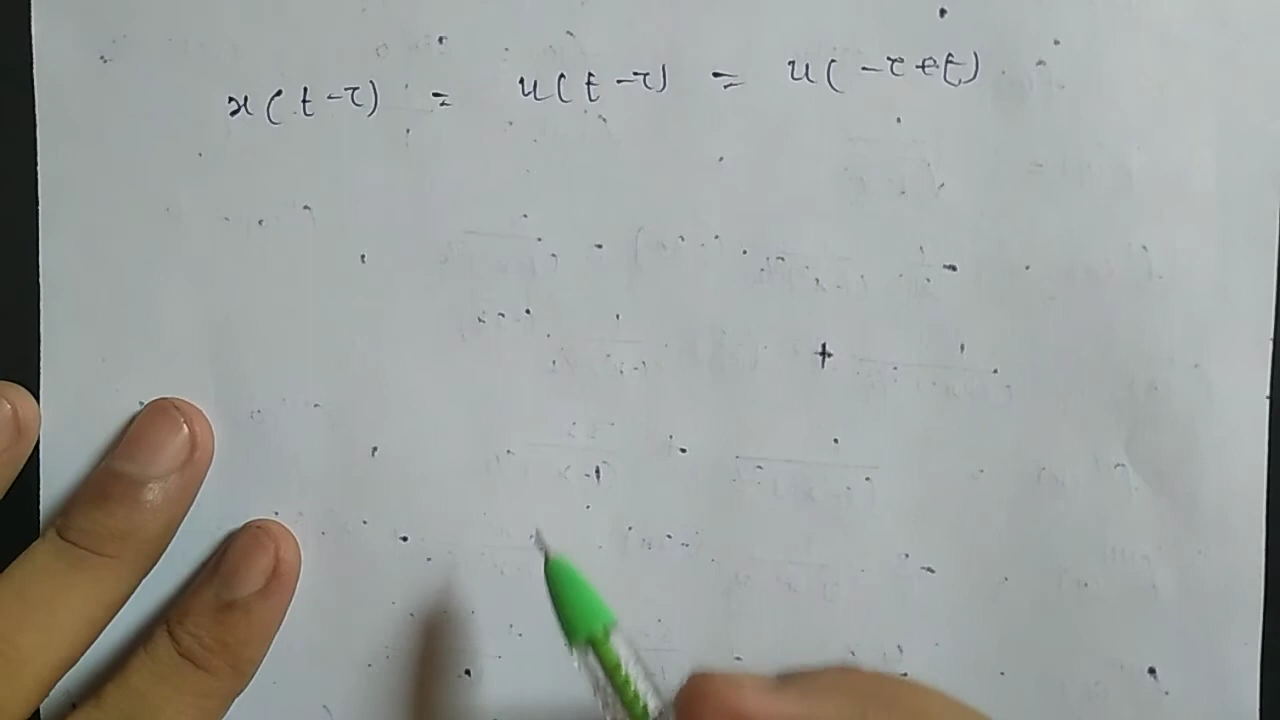 x(t-τ) = u(t-τ) = u(-τ+t)